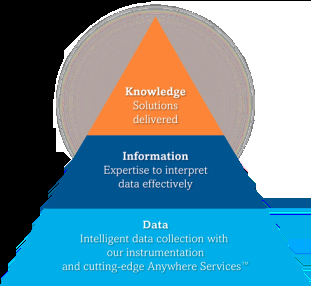 Knowledge
Solutions
delivered
Information
Expertise to interpret
data effectively
Data
Intelligent data collection with
our instrumentation
and cutting-edge Anywhere Services™